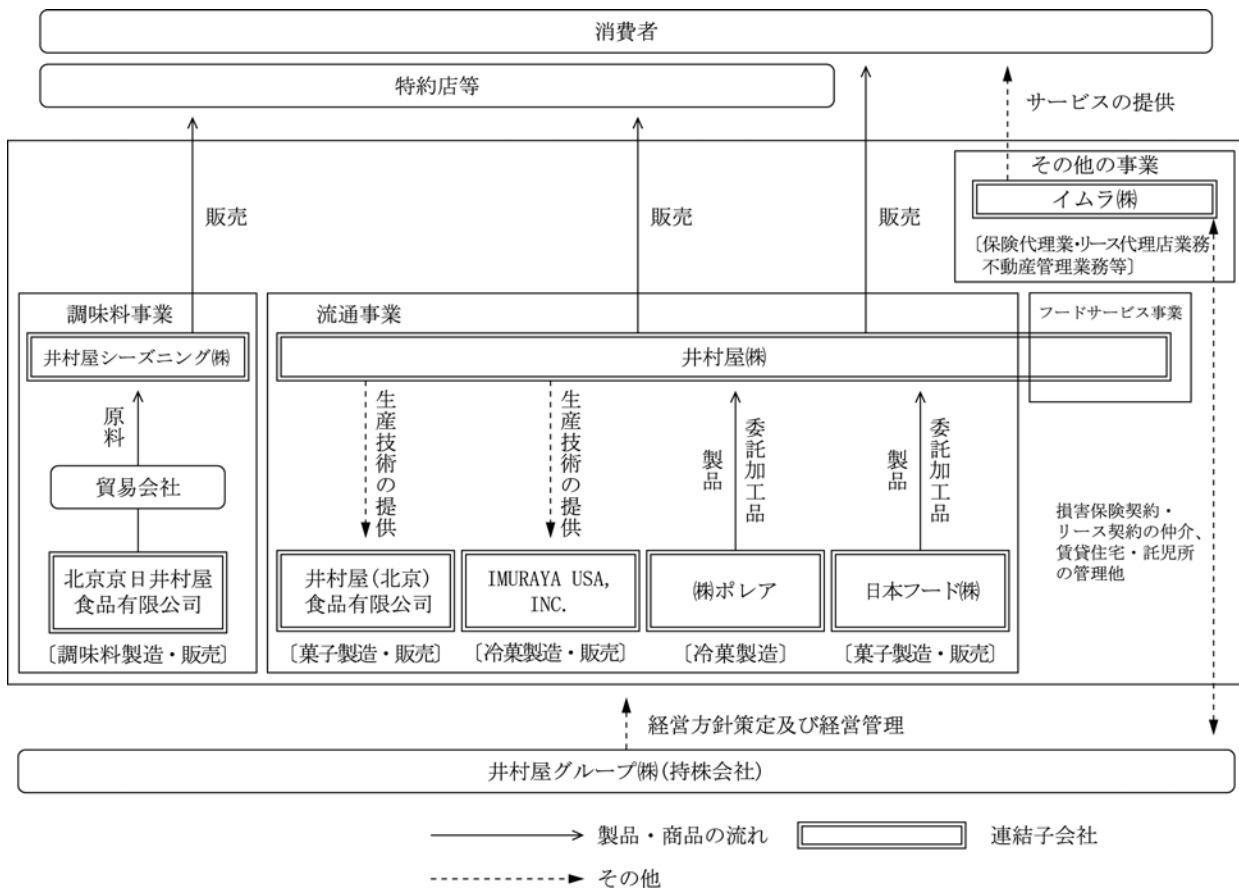 消費者
特約店等
サービスの提供
その他の事業
イムラ㈱
〔保険代理業・リース代理店業務
不動産管理業務等〕
販売
販売
販売
調味料事業
井村屋シーズニング㈱
原料
貿易会社
北京京日井村屋
食品有限公司
〔調味料製造・販売〕
流通事業
フードサービス事業
井村屋㈱
生産技術の提供
生産技術の提供
製品
委託加工品
製品
委託加工品
井村屋(北京)
食品有限公司
〔菓子製造・販売〕
IMURAYA USA,
INC.
〔冷菓製造・販売〕
㈱ポレア
〔冷菓製造〕
日本フード㈱
〔菓子製造・販売〕
損害保険契約・
リース契約の仲介、
賃貸住宅・託児所
の管理他
経営方針策定及び経営管理
井村屋グループ㈱(持株会社)
製品・商品の流れ
連結子会社
その他